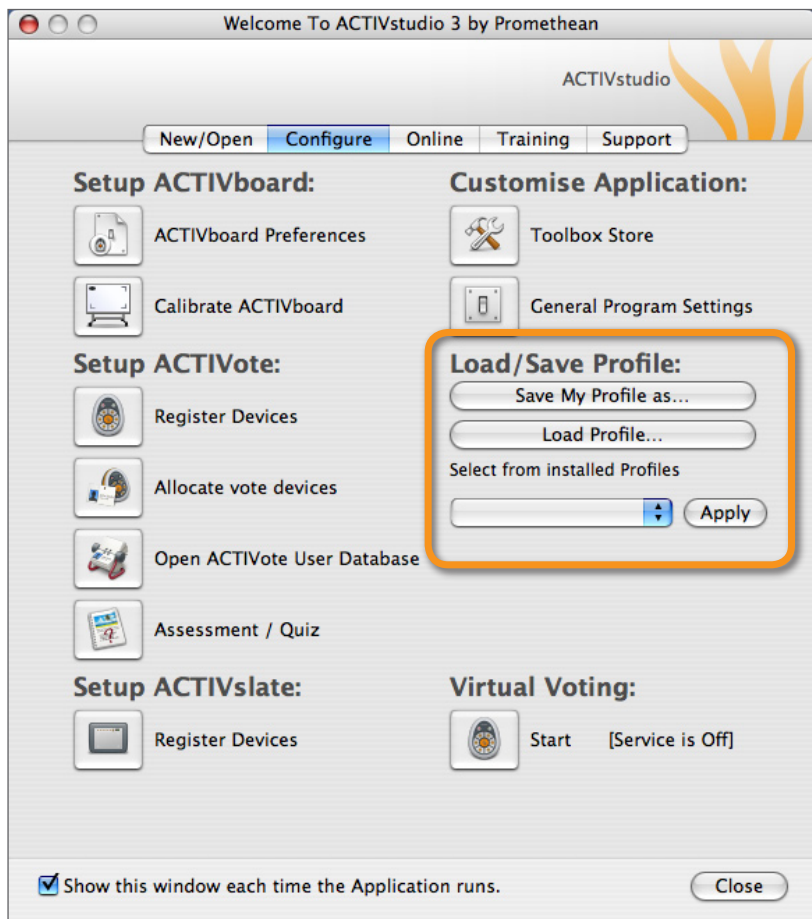 Welcome To ACTIVstudio 3 by Promethean
ACTIVstudio
New/Open Configure Online Training Support
Setup ACTIVboard:
ACTIVboard Preferences
Calibrate ACTIVboard
Setup ACTIVote:
Register Devices
Allocate vote devices
Open ACTIVote User Database
Assessment / Quiz
Setup ACTIVslate:
Register Devices
Customise Application:
Toolbox Store
General Program Settings
Load/Save Profile:
Save My Profile as...
Load Profile...
Select from installed Profiles
Apply
Virtual Voting:
Start [Service is Off]
Show this window each time the Application runs.
Close